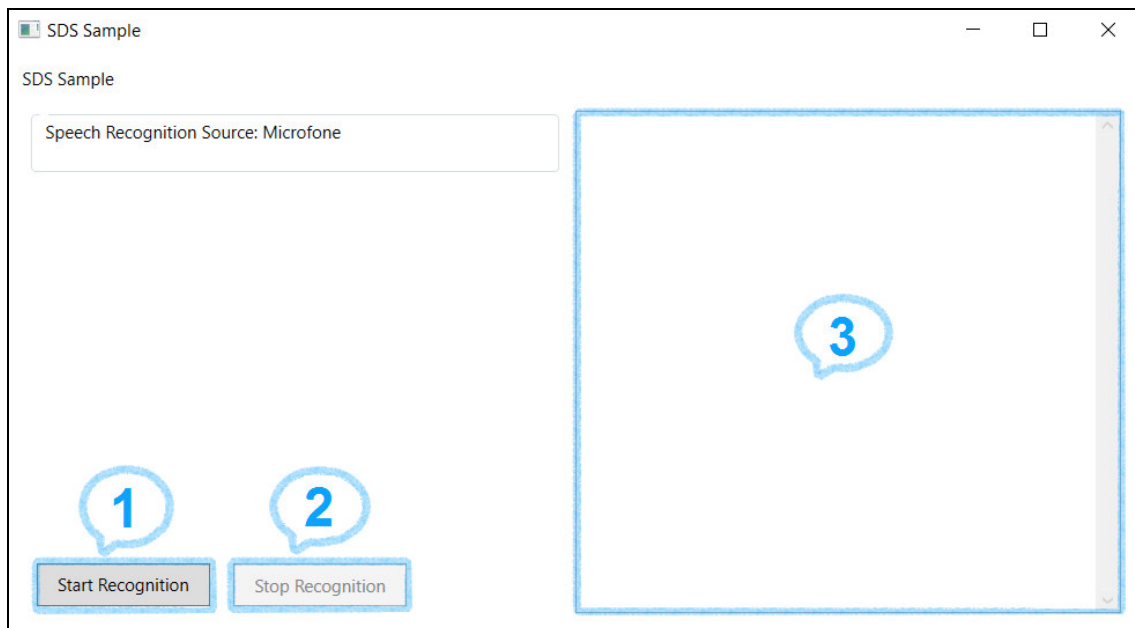 SDS Sample
SDS Sample
Speech Recognition Source: Microfone
3
1
2
Start Recognition
Stop Recognition